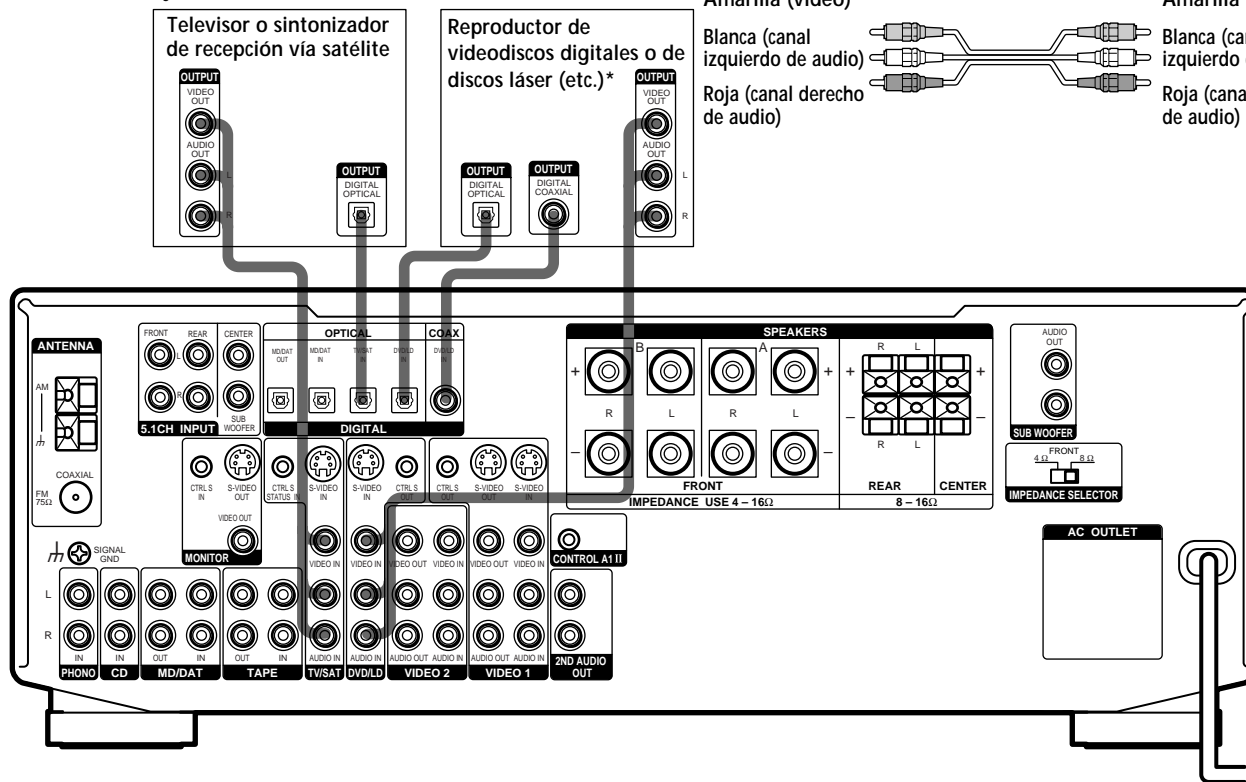 Amarilla (vídeo)
Amarilla
Televisor o sintonizador
de recepción vía satélite
Reproductor de
videodiscos digitales o de
discos láser (etc.)*
Blanca (canal
izquierdo de audio)
Blanca (
izquierdo
Roja (canal derecho
de audio)
Roja (
de audio)
OUTPUT
VIDEO
OUT
AUDIO
OUT
L
R
OUTPUT
DIGITAL
OPTICAL
OUTPUT
DIGITAL
OPTICAL
OUTPUT
DIGITAL
COAXIAL
OUTPUT
VIDEO
OUT
AUDIO
OUT
L
R
ANTENNA
AM
COAXIAL
FM
75Ω
FRONT REAR CENTER
L
R
SUB
WOOFER
5.1CH INPUT
OPTICAL COAX
MD/DAT
OUT
MD/DAT
IN
TV/SAT
IN
DVD/LD
IN
DVD/LD
IN
DIGITAL
SPEAKERS
B A
+ +
R L R L
– –
FRONT
IMPEDANCE USE 4 – 16Ω
R L
+ +
– –
R L
REAR CENTER
8 – 16Ω
AUDIO
OUT
SUB WOOFER
FRONT
4 Ω 8 Ω
IMPEDANCE SELECTOR
AC OUTLET
CTRL S
IN
S-VIDEO
OUT
VIDEO OUT
MONITOR
CTRL S
STATUS IN
S-VIDEO
IN
S-VIDEO
IN
CTRL S
OUT
CTRL S
OUT
S-VIDEO
OUT
S-VIDEO
IN
SIGNAL
GND
VIDEO IN VIDEO IN VIDEO OUT VIDEO IN VIDEO OUT VIDEO IN
CONTROL A1 II
L
R
IN IN OUT IN OUT IN AUDIO IN AUDIO IN AUDIO OUT AUDIO IN AUDIO OUT AUDIO IN
PHONO CD MD/DAT TAPE TV/SAT DVD/LD VIDEO 2 VIDEO 1
2ND AUDIO
OUT